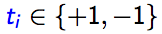 tᵢ ∈ {+1, −1}